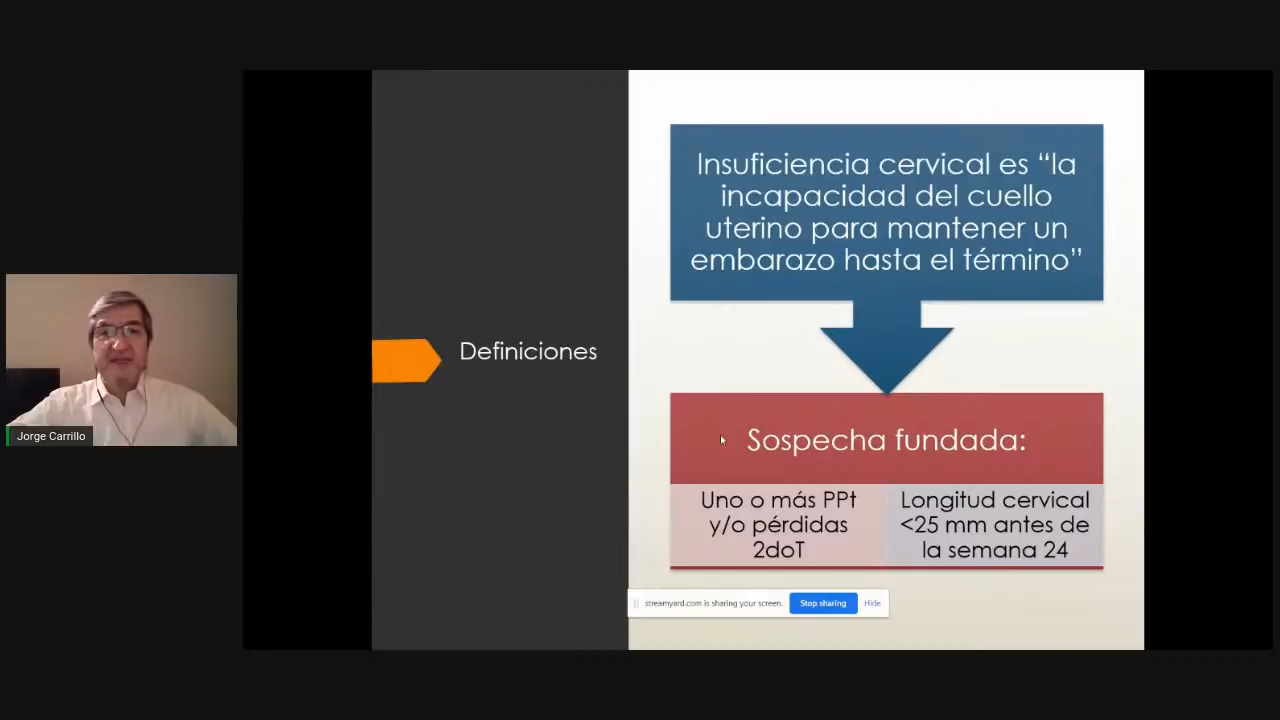 Insuficiencia cervical es “la
incapacidad del cuello
uterino para mantener un
embarazo hasta el término”
Definiciones
Sospecha fundada:
Uno o más PPt
y/o pérdidas
2doT
Longitud cervical
<25 mm antes de
la semana 24
Jorge Carrillo
streamyard.com is sharing your screen.
Stop sharing
Hide